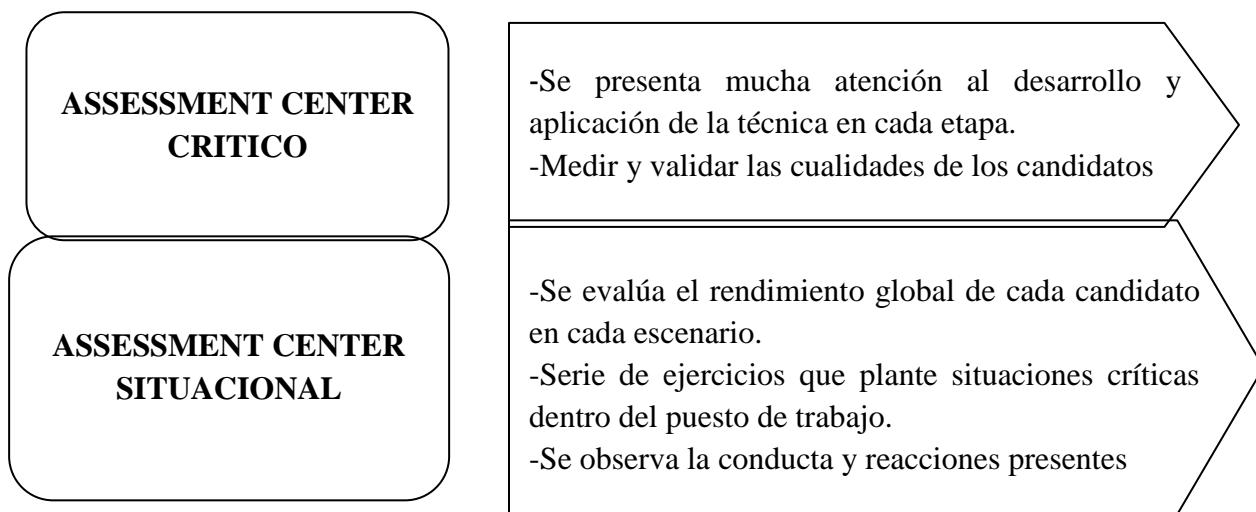 ASSESSMENT CENTER
CRITICO
-Se presenta mucha atención al desarrollo y
aplicación de la técnica en cada etapa.
-Medir y validar las cualidades de los candidatos
ASSESSMENT CENTER
SITUACIONAL
-Se evalúa el rendimiento global de cada candidato
en cada escenario.
-Serie de ejercicios que plante situaciones críticas
dentro del puesto de trabajo.
-Se observa la conducta y reacciones presentes